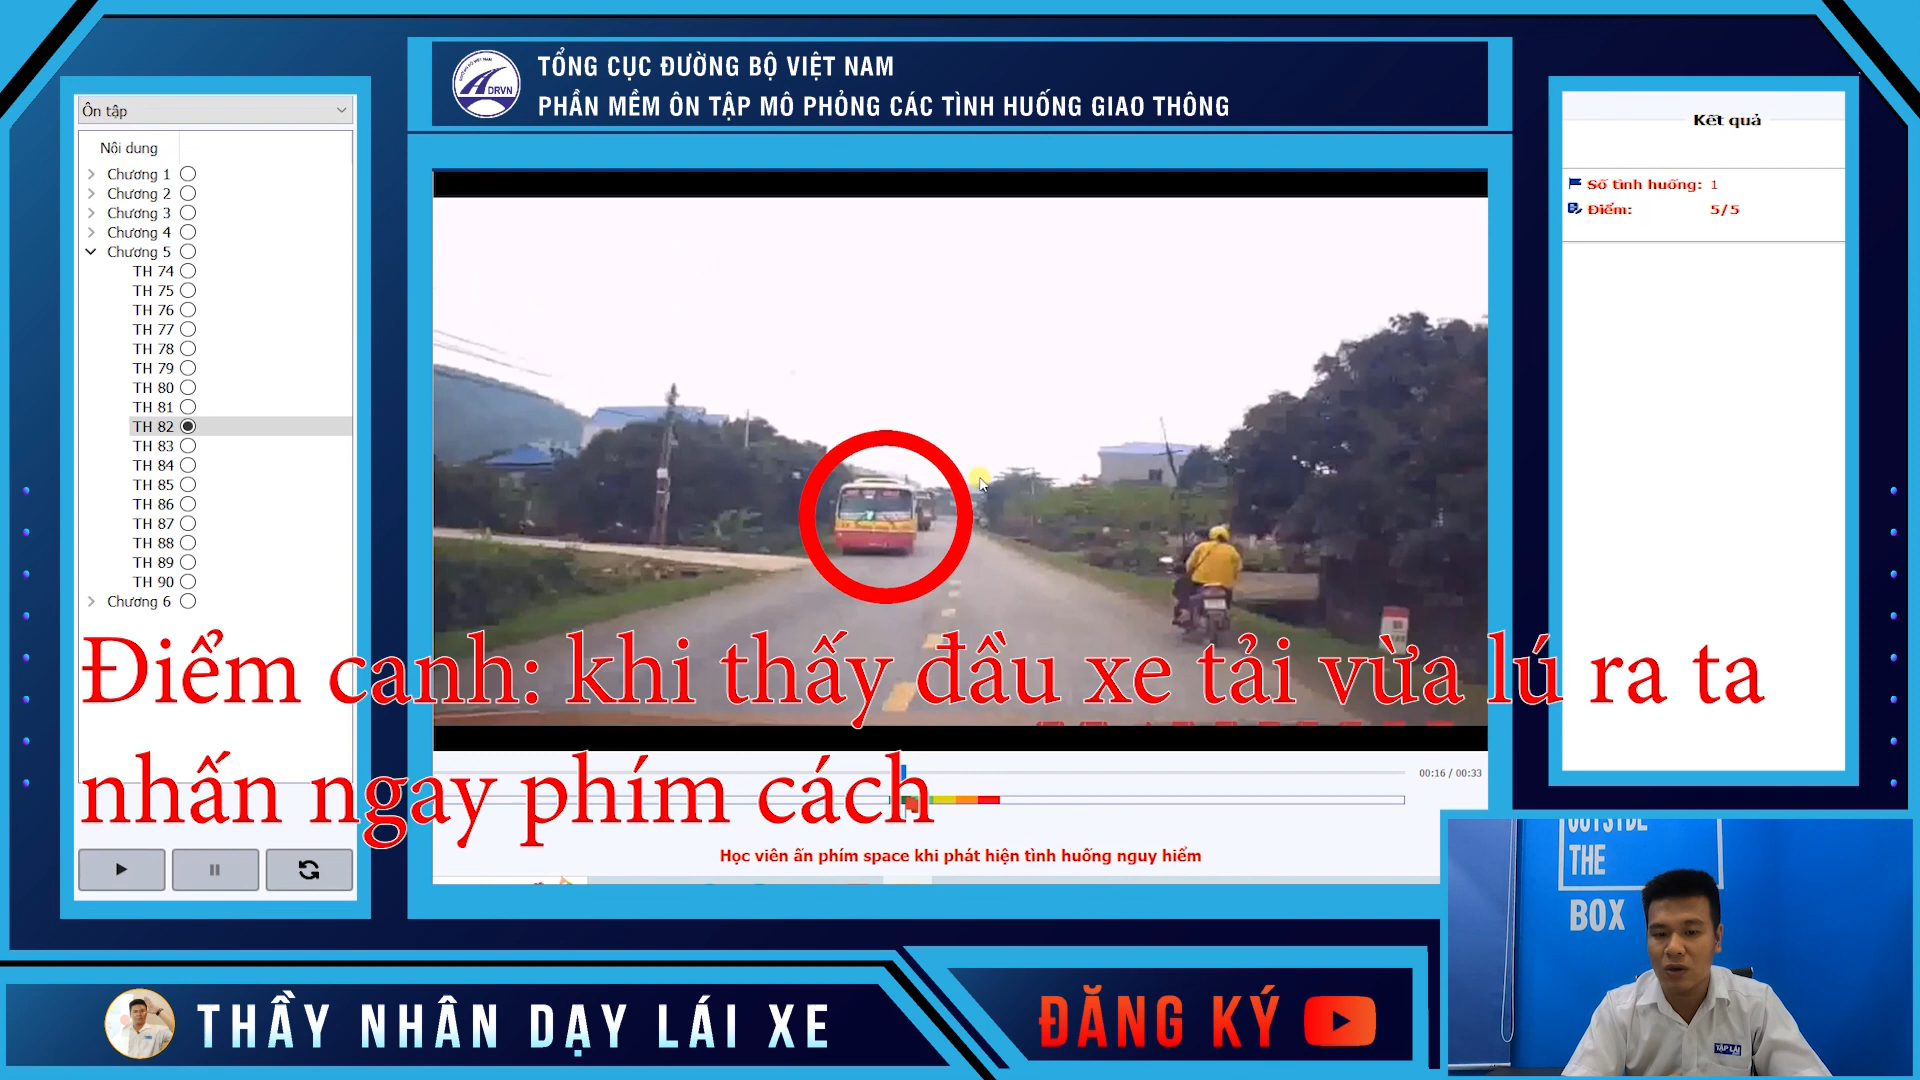 TỔNG CỤC ĐƯỜNG BỘ VIỆT NAM
PHẦN MỀM ÔN TẬP MÔ PHỎNG CÁC TÌNH HUỐNG GIAO THÔNG
DRVN
Ôn tập
Nội dung
Chương 1
Chương 2
Chương 3
Chương 4
Chương 5
TH 74
TH 75
TH 76
TH 77
TH 78
TH 79
TH 80
TH 81
TH 82
TH 83
TH 84
TH 85
TH 86
TH 87
TH 88
TH 89
TH 90
Chương 6
Kết quả
Số tình huống: 1
Điểm: 5/5
Điểm canh: khi thấy đầu xe tải vừa lú ra ta
nhấn ngay phím cách
00:16 / 00:33
Học viên ấn phím space khi phát hiện tình huống nguy hiểm
OUTSIDE
THE
BOX
TẬP LÁI
THẦY NHÂN DẠY LÁI XE
ĐĂNG KÝ